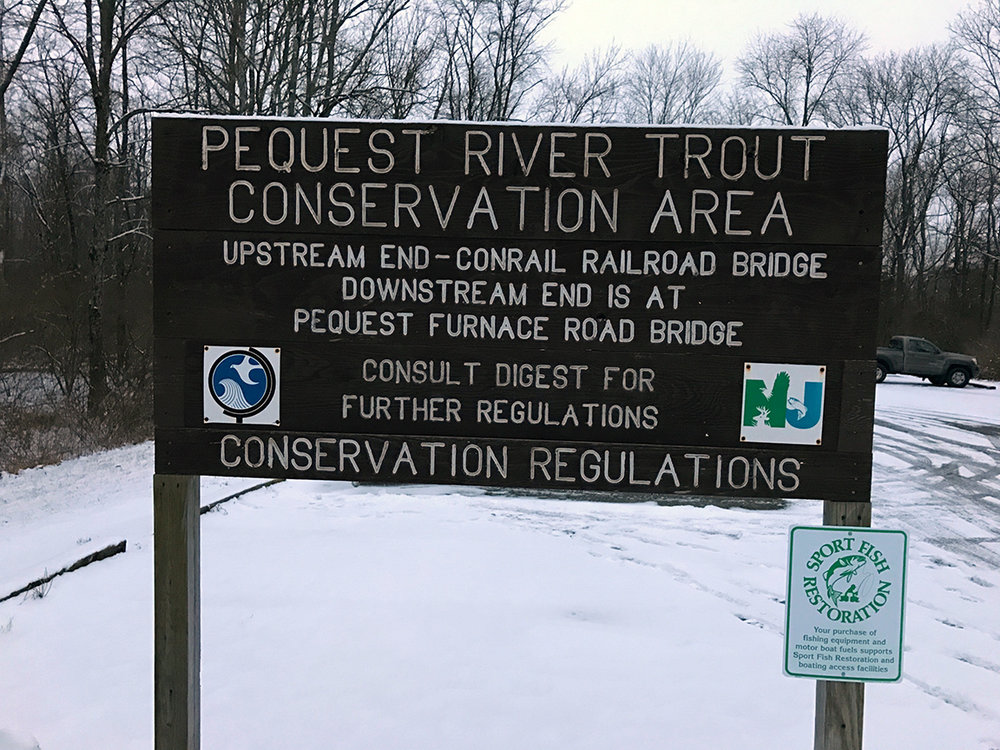 PEQUEST RIVER TROUT
CONSERVATION AREA
UPSTREAM END-CONRAIL RAILROAD BRIDGE
DOWNSTREAM END IS AT
PEQUEST FURNACE ROAD BRIDGE
CONSULT DIGEST FOR
FURTHER REGULATIONS
NJ
CONSERVATION REGULATIONS
SPORT FISH
RESTORATION
Your purchase of
fishing equipment and
motor boat fuels supports
Sport Fish Restoration and
boating access facilities